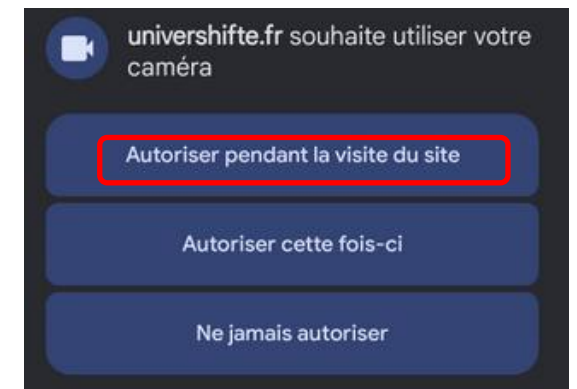 univershifte.fr souhaite utiliser votre
caméra
Autoriser pendant la visite du site
Autoriser cette fois-ci
Ne jamais autoriser